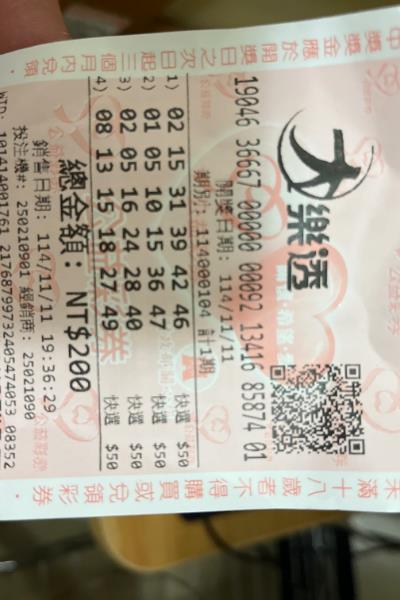 大樂透
19046 36667 00000 00092 13416 85874 01
開獎日期: 114/11/11
期別: 114000104 計1期
1) 02 15 31 39 42 46 快選 $50
2) 01 05 10 15 36 47 快選 $50
3) 02 05 16 24 28 40 快選 $50
4) 08 13 15 18 27 49 快選 $50
總金額: NT$200
銷售日期: 114/11/11 19:36:29
投注機#: 250210901 經銷商: 25021090
WID: 101414001761
中獎獎金應於開獎日之次日起三個月內兌領.
未滿十八歲者不得購買或兌領彩券.